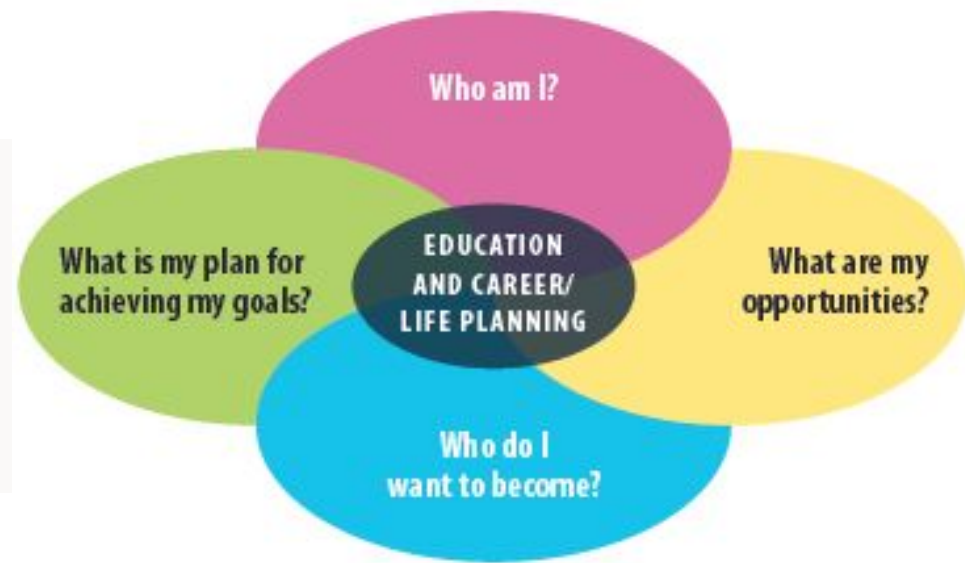 Who am I?
What is my plan for
achieving my goals?
EDUCATION
AND CAREER/
LIFE PLANNING
What are my
opportunities?
Who do I
want to become?